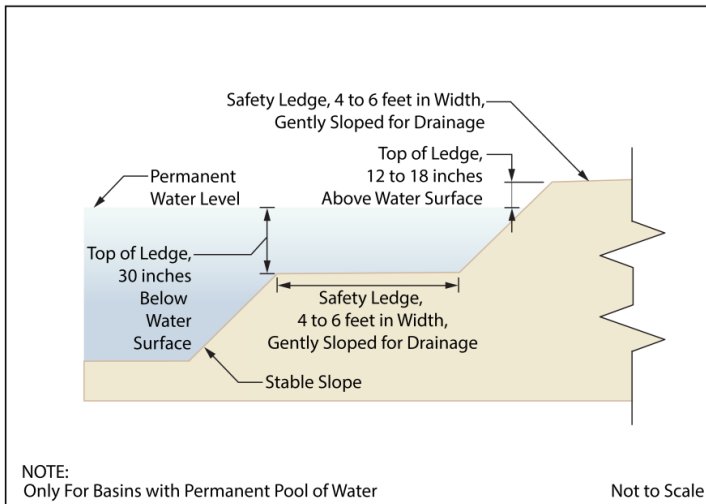 Safety Ledge, 4 to 6 feet in Width,
Gently Sloped for Drainage
Top of Ledge,
12 to 18 inches
Above Water Surface
Permanent
Water Level
Top of Ledge,
30 inches
Below
Water
Surface
Safety Ledge,
4 to 6 feet in Width,
Gently Sloped for Drainage
Stable Slope
NOTE:
Only For Basins with Permanent Pool of Water
Not to Scale